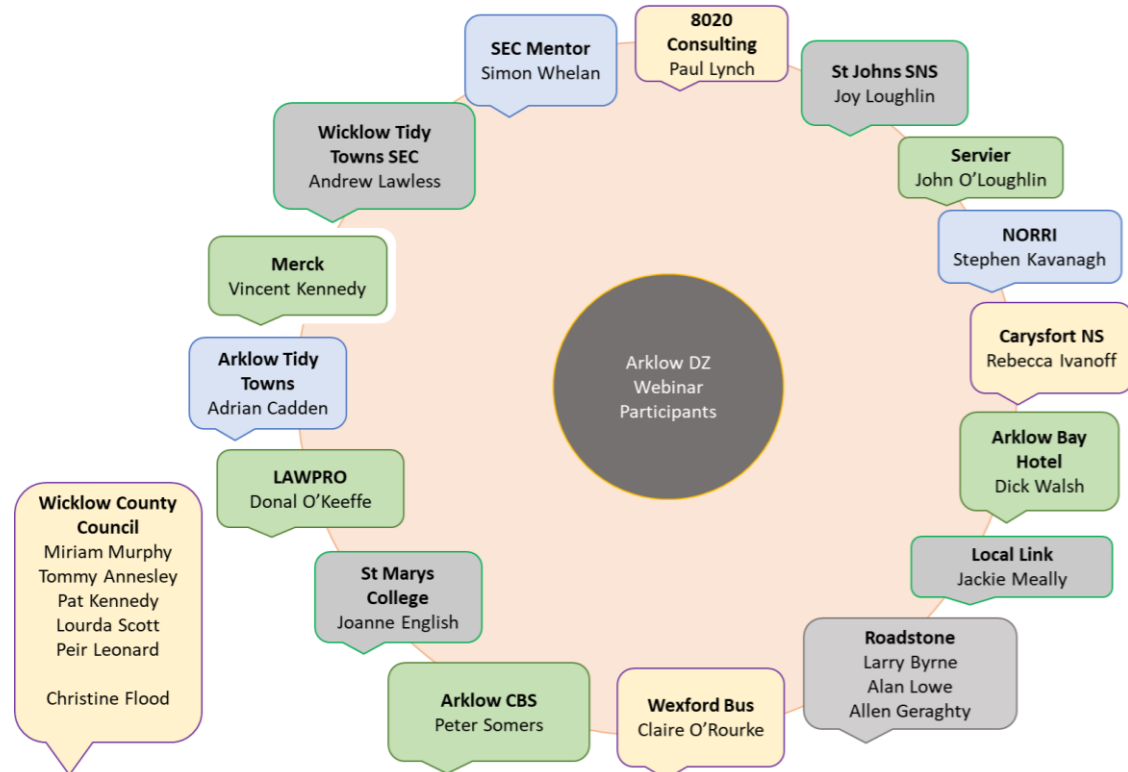 8020
Consulting
Paul Lynch
SEC Mentor
Simon Whelan
St Johns SNS
Joy Loughlin
Wicklow Tidy
Towns SEC
Andrew Lawless
Servier
John O'Loughlin
NORRI
Stephen Kavanagh
Merck
Vincent Kennedy
Carysfort NS
Rebecca Ivanoff
Arklow Tidy
Towns
Adrian Cadden
Arklow DZ
Webinar
Participants
Arklow Bay
Hotel
Dick Walsh
LAWPRO
Donal O'Keeffe
Wicklow County
Council
Miriam Murphy
Tommy Annesley
Pat Kennedy
Lourda Scott
Peir Leonard
Christine Flood
Local Link
Jackie Meally
St Marys
College
Joanne English
Roadstone
Larry Byrne
Alan Lowe
Allen Geraghty
Arklow CBS
Peter Somers
Wexford Bus
Claire O'Rourke